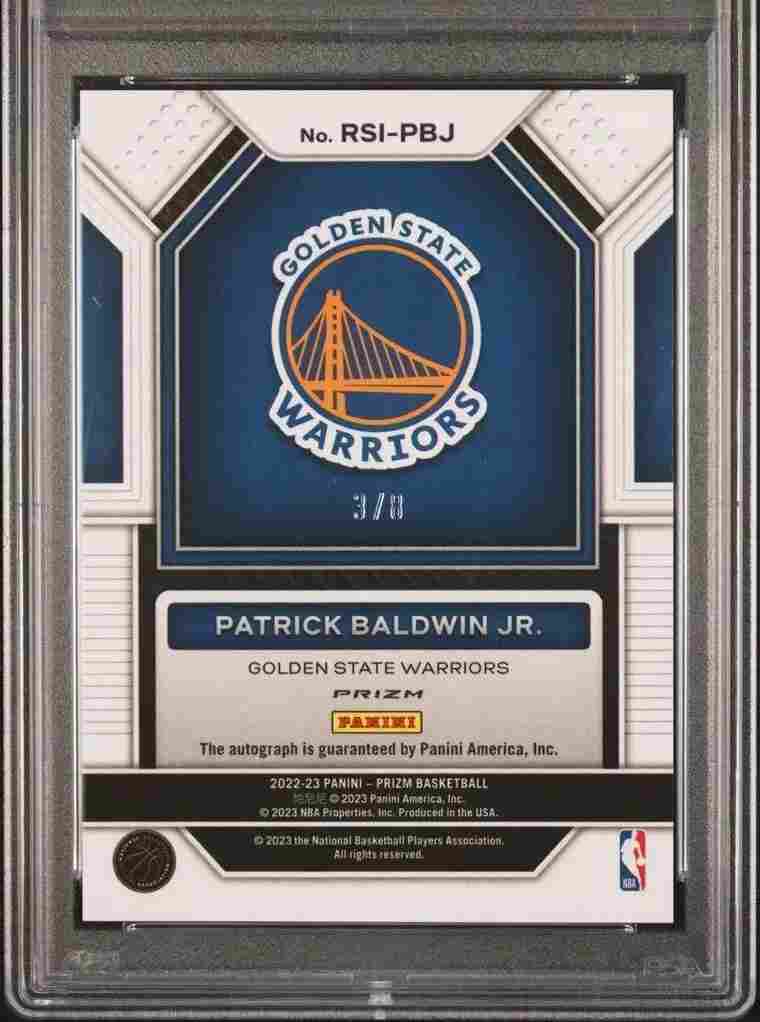 No. RSI-PBJ
GOLDEN STATE
WARRIORS
3/8
PATRICK BALDWIN JR.
GOLDEN STATE WARRIORS
PRIZM
PANINI
The autograph is guaranteed by Panini America, Inc.
2022-23 PANINI – PRIZM BASKETBALL
© 2023 Panini America, Inc.
© 2023 NBA Properties, Inc. Produced in the USA.
© 2023 the National Basketball Players Association.
All rights reserved.
NBA